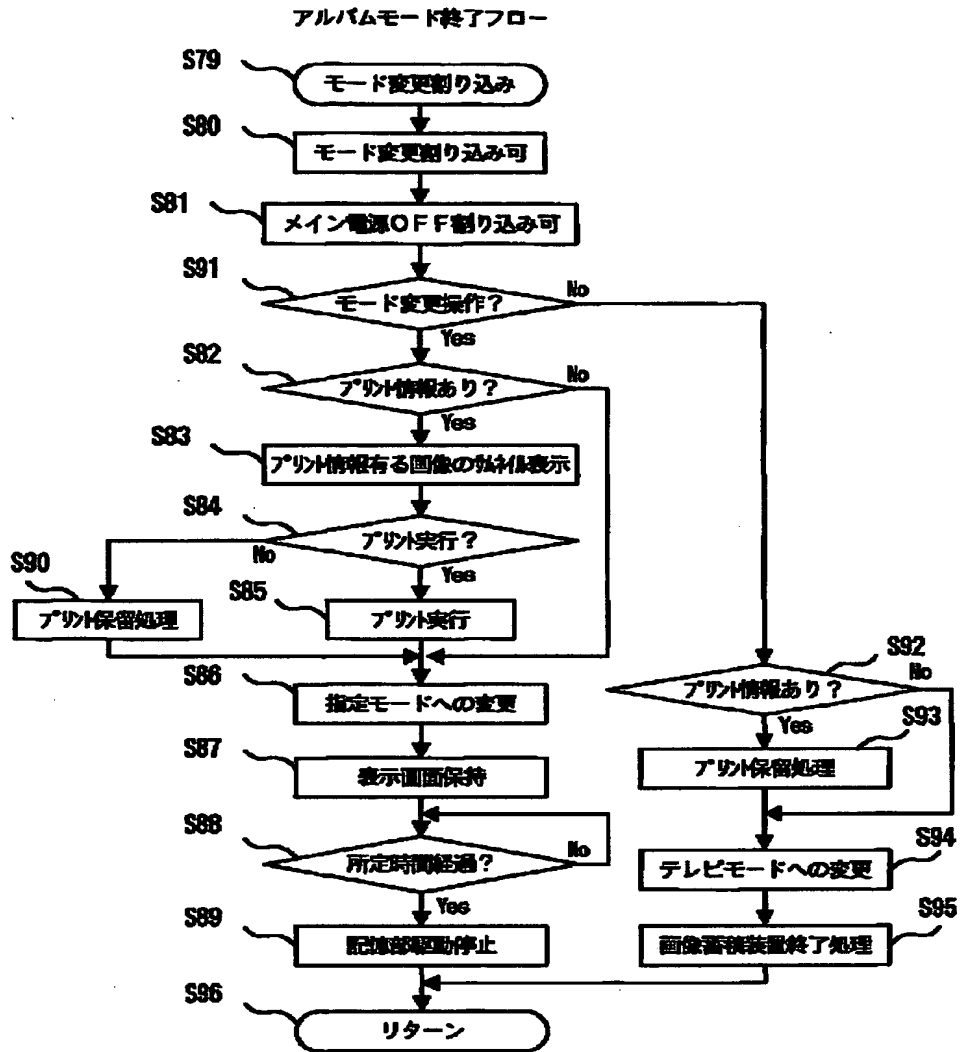 アルバムモード終了フロー
S79
モード変更割り込み
S80
モード変更割り込み可
S81
メイン電源OFF割り込み可
S91
モード変更操作?
No
Yes
S82
プリント情報あり?
No
Yes
S83
プリント情報有る画像のサムネイル表示
S84
プリント実行?
No
Yes
S90
プリント保留処理
S85
プリント実行
S86
指定モードへの変更
S87
表示画面保持
S88
所定時間経過?
No
Yes
S89
記憶部駆動停止
S92
プリント情報あり?
No
Yes
S93
プリント保留処理
S94
テレビモードへの変更
S95
画像蓄積装置終了処理
S96
リターン